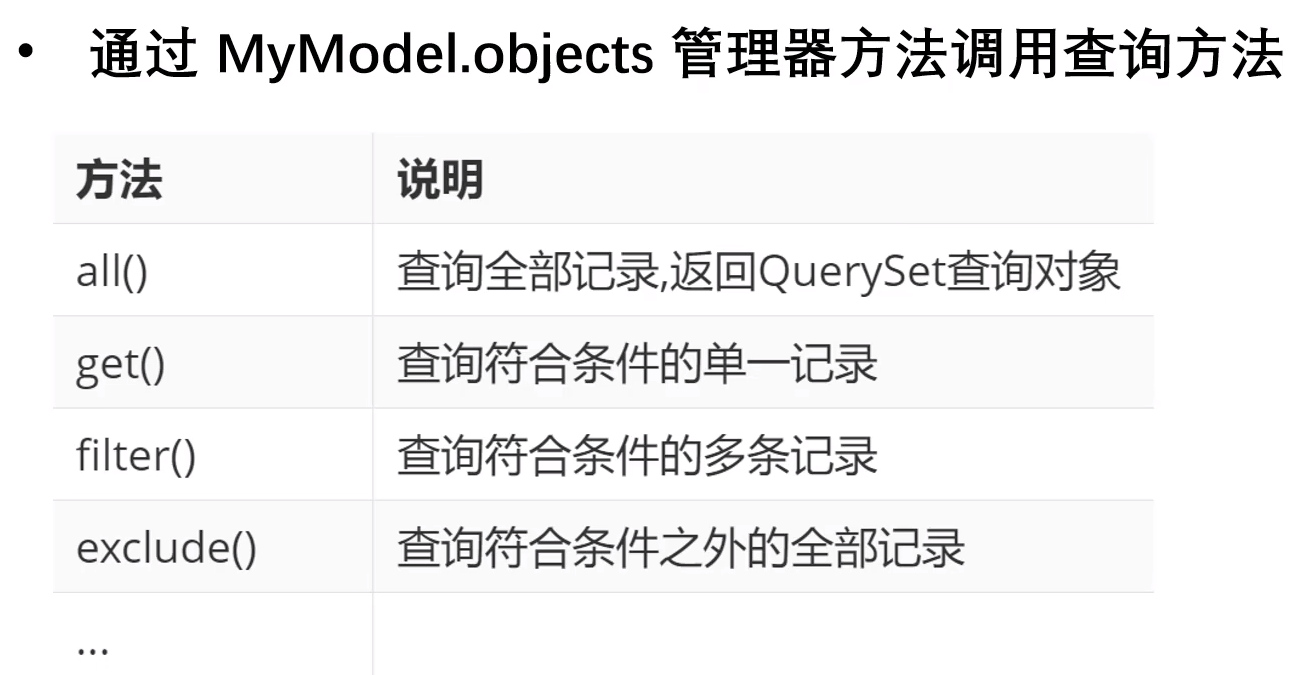 • 通过 MyModel.objects 管理器方法调用查询方法
方法 说明
all() 查询全部记录,返回QuerySet查询对象
get() 查询符合条件的单一记录
filter() 查询符合条件的多条记录
exclude() 查询符合条件之外的全部记录
...